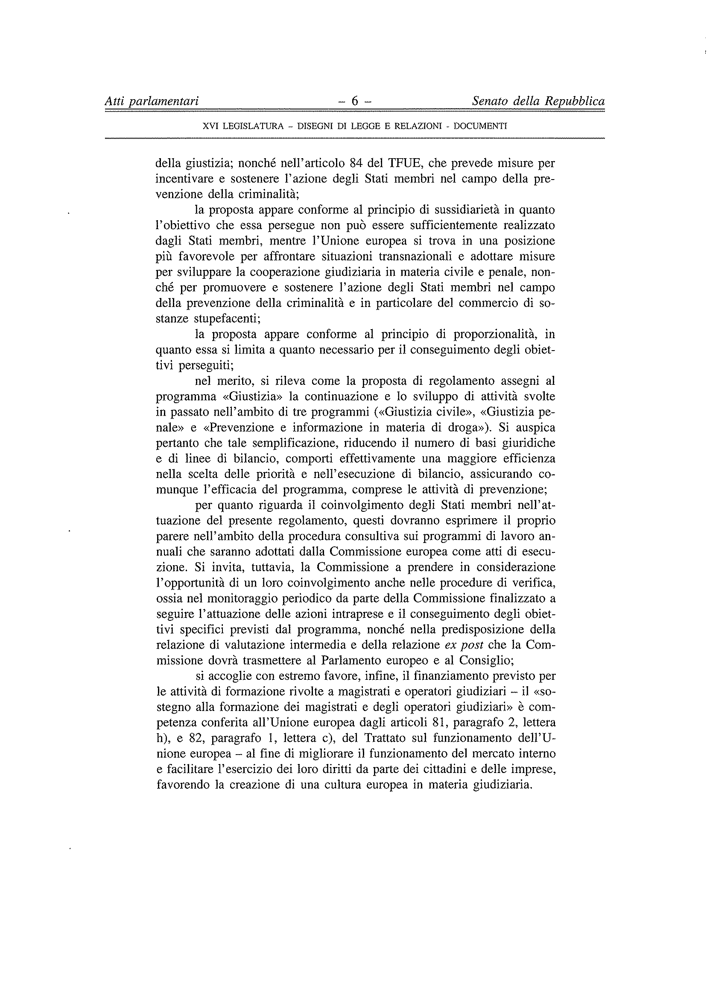 Atti parlamentari – 6 – Senato della Repubblica
XVI LEGISLATURA – DISEGNI DI LEGGE E RELAZIONI - DOCUMENTI
della giustizia; nonché nell'articolo 84 del TFUE, che prevede misure per
incentivare e sostenere l'azione degli Stati membri nel campo della pre-
venzione della criminalità;
la proposta appare conforme al principio di sussidiarietà in quanto
l'obiettivo che essa persegue non può essere sufficientemente realizzato
dagli Stati membri, mentre l'Unione europea si trova in una posizione
più favorevole per affrontare situazioni transnazionali e adottare misure
per sviluppare la cooperazione giudiziaria in materia civile e penale, non-
ché per promuovere e sostenere l'azione degli Stati membri nel campo
della prevenzione della criminalità e in particolare del commercio di so-
stanze stupefacenti;
la proposta appare conforme al principio di proporzionalità, in
quanto essa si limita a quanto necessario per il conseguimento degli obiet-
tivi perseguiti;
nel merito, si rileva come la proposta di regolamento assegni al
programma «Giustizia» la continuazione e lo sviluppo di attività svolte
in passato nell'ambito di tre programmi («Giustizia civile», «Giustizia pe-
nale» e «Prevenzione e informazione in materia di droga»). Si auspica
pertanto che tale semplificazione, riducendo il numero di basi giuridiche
e di linee di bilancio, comporti effettivamente una maggiore efficienza
nella scelta delle priorità e nell'esecuzione di bilancio, assicurando co-
munque l'efficacia del programma, comprese le attività di prevenzione;
per quanto riguarda il coinvolgimento degli Stati membri nell'at-
tuazione del presente regolamento, questi dovranno esprimere il proprio
parere nell'ambito della procedura consultiva sui programmi di lavoro an-
nuali che saranno adottati dalla Commissione europea come atti di esecu-
zione. Si invita, tuttavia, la Commissione a prendere in considerazione
l'opportunità di un loro coinvolgimento anche nelle procedure di verifica,
ossia nel monitoraggio periodico da parte della Commissione finalizzato a
seguire l'attuazione delle azioni intraprese e il conseguimento degli obiet-
tivi specifici previsti dal programma, nonché nella predisposizione della
relazione di valutazione intermedia e della relazione ex post che la Com-
missione dovrà trasmettere al Parlamento europeo e al Consiglio;
si accoglie con estremo favore, infine, il finanziamento previsto per
le attività di formazione rivolte a magistrati e operatori giudiziari – il «so-
stegno alla formazione dei magistrati e degli operatori giudiziari» è com-
petenza conferita all'Unione europea dagli articoli 81, paragrafo 2, lettera
h), e 82, paragrafo 1, lettera c), del Trattato sul funzionamento dell'U-
nione europea – al fine di migliorare il funzionamento del mercato interno
e facilitare l'esercizio dei loro diritti da parte dei cittadini e delle imprese,
favorendo la creazione di una cultura europea in materia giudiziaria.